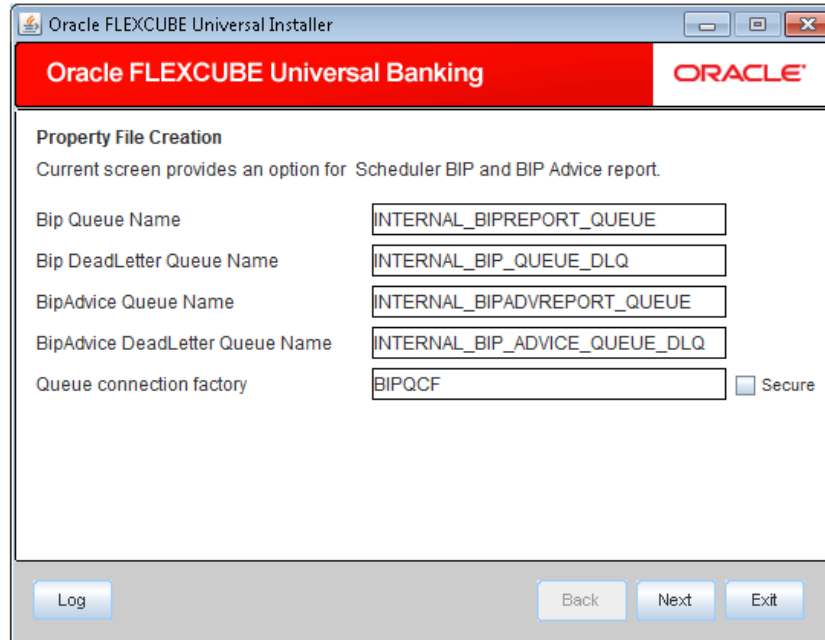 Oracle FLEXCUBE Universal Installer
Oracle FLEXCUBE Universal Banking ORACLE®
Property File Creation
Current screen provides an option for Scheduler BIP and BIP Advice report.
Bip Queue Name INTERNAL_BIPREPORT_QUEUE
Bip DeadLetter Queue Name INTERNAL_BIP_QUEUE_DLQ
BipAdvice Queue Name INTERNAL_BIPADVREPORT_QUEUE
BipAdvice DeadLetter Queue Name INTERNAL_BIP_ADVICE_QUEUE_DLQ
Queue connection factory BIPQCF Secure
Log Back Next Exit